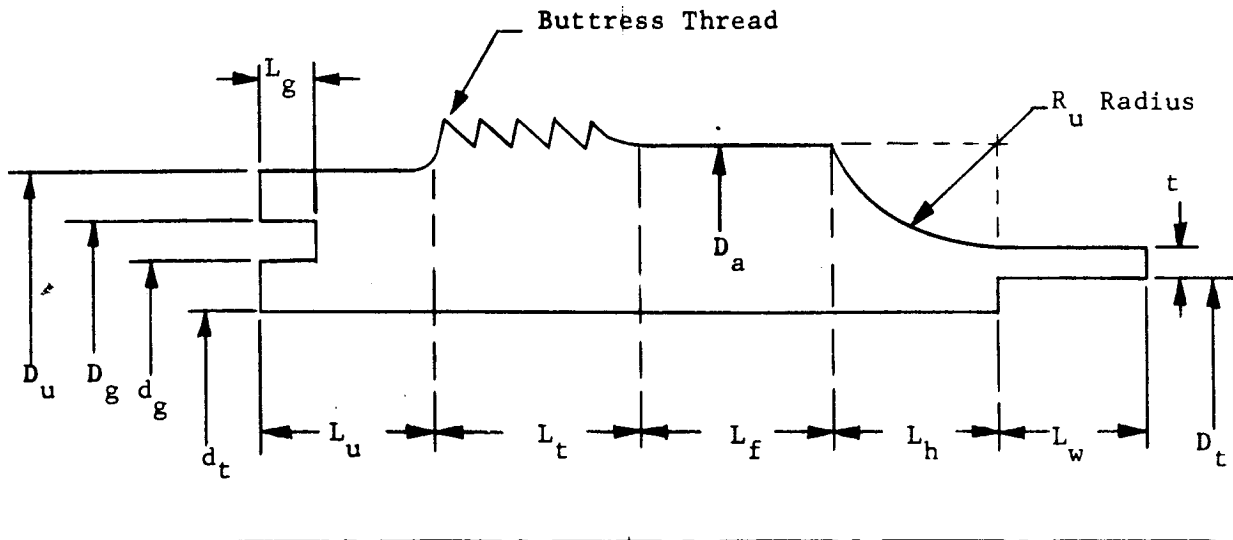 Buttress Thread
L_g
R_u Radius
t
D_a
D_u
D_g
d_g
d_t
L_u
L_t
L_f
L_h
L_w
D_t